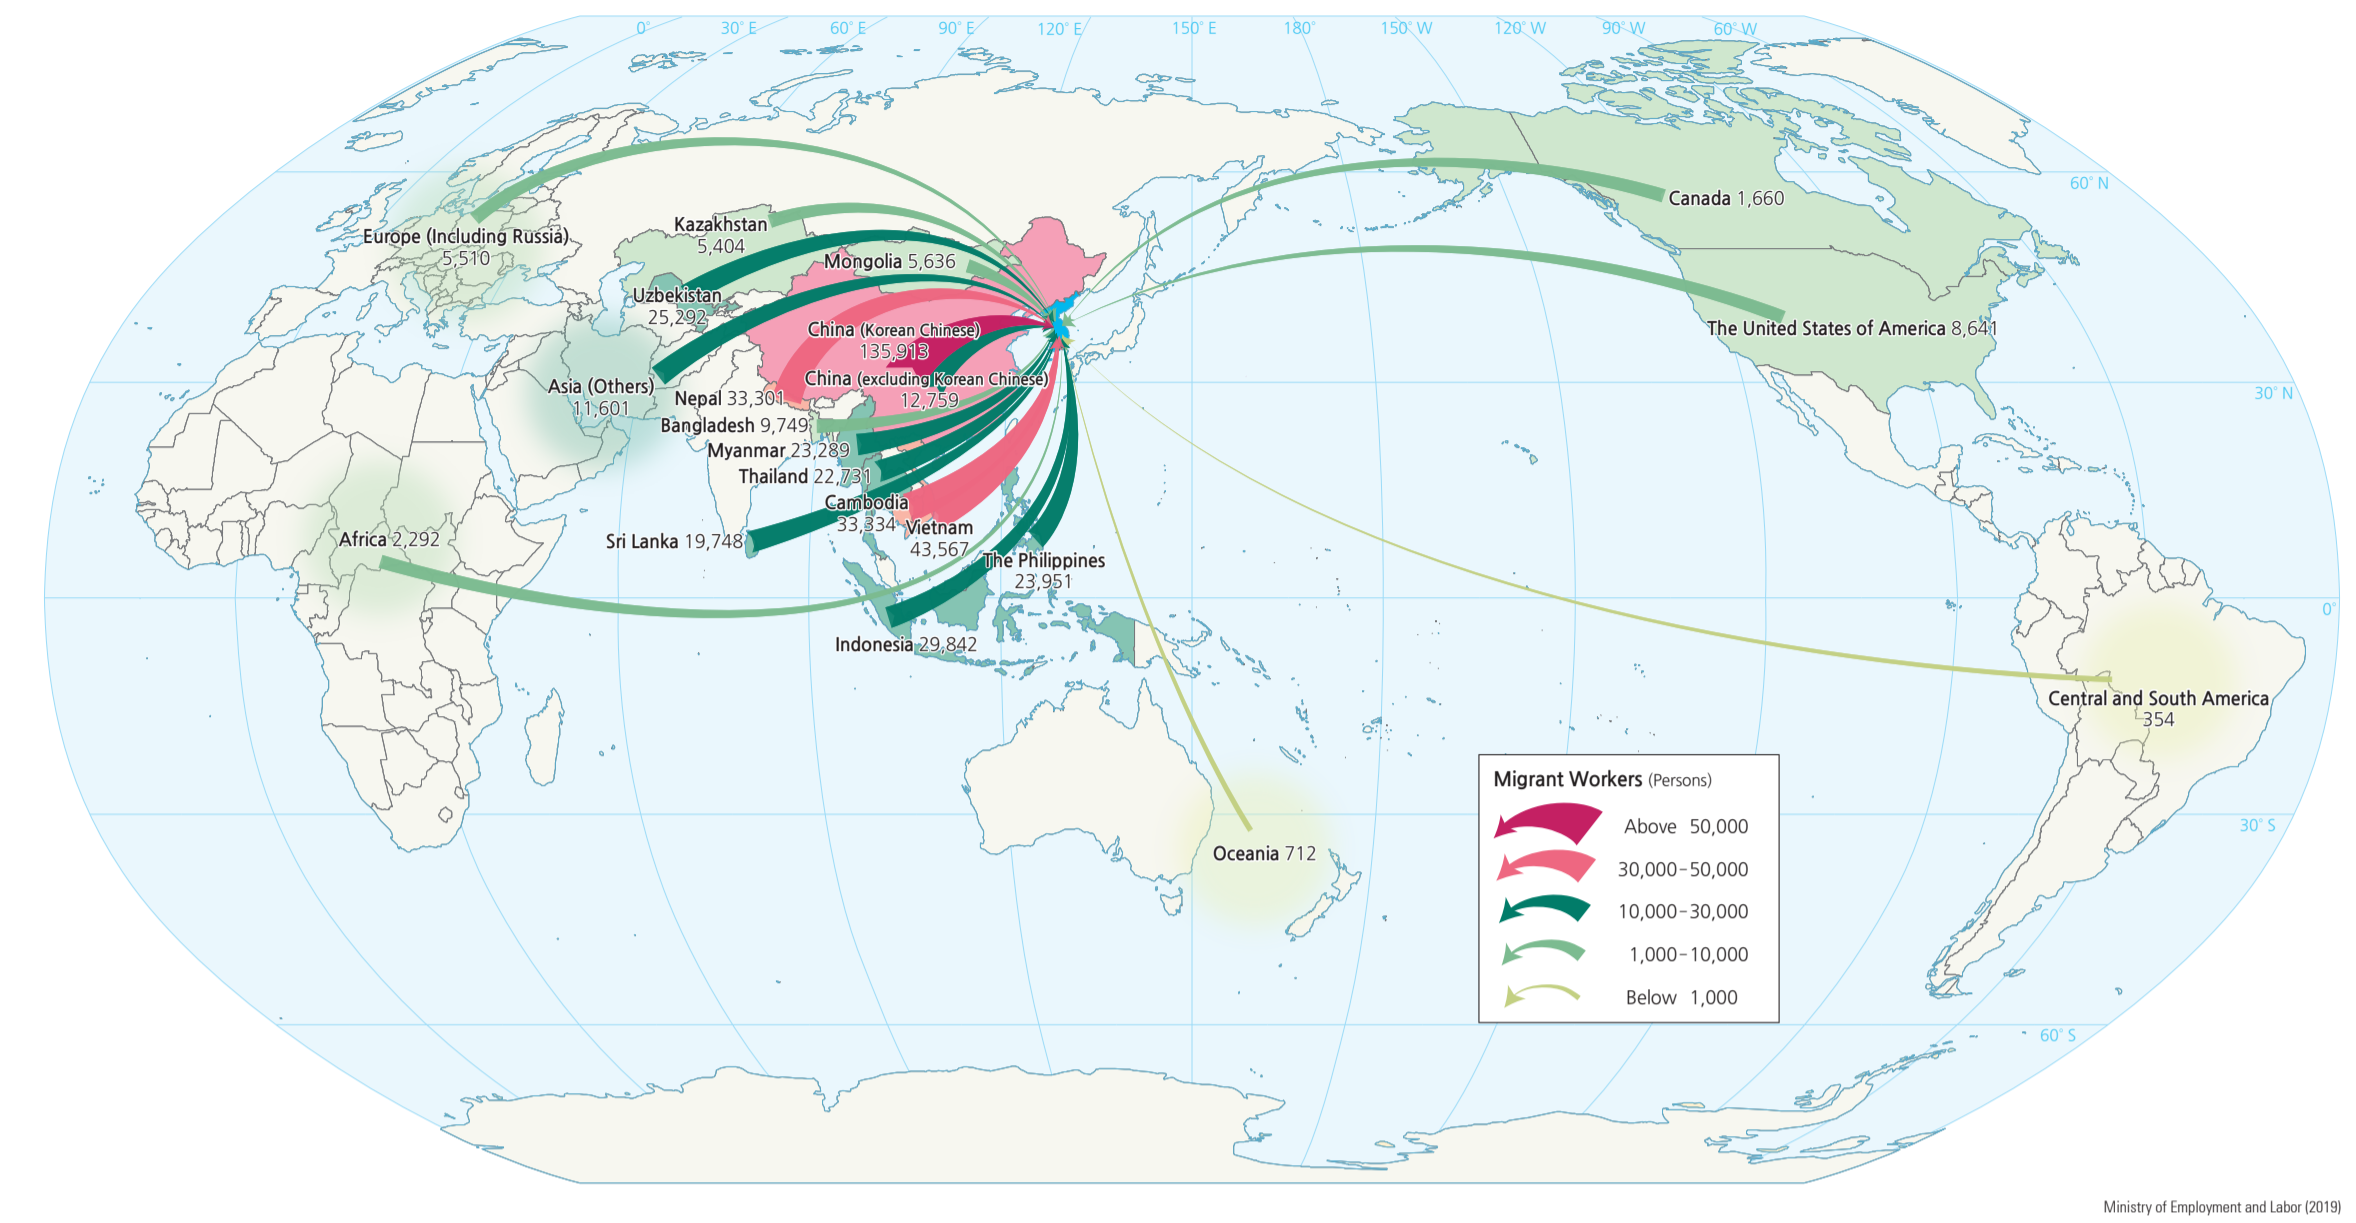 0°
30° E
60° E
90° E
120° E
150° E
180°
150° W
120° W
90° W
60° W
60° N
30° N
0°
30° S
60° S
Canada 1,660
Kazakhstan
5,404
Europe (Including Russia)
5,510
Mongolia 5,636
Uzbekistan
25,292
China (Korean Chinese)
135,913
The United States of America 8,641
China (excluding Korean Chinese)
12,759
Asia (Others)
11,601
Nepal 33,301
Bangladesh 9,749
Myanmar 23,289
Thailand 22,731
Cambodia
33,334
Vietnam
43,567
Africa 2,292
Sri Lanka 19,748
The Philippines
23,951
Indonesia 29,842
Central and South America
354
Oceania 712
Migrant Workers (Persons)
Above 50,000
30,000–50,000
10,000–30,000
1,000–10,000
Below 1,000
Ministry of Employment and Labor (2019)